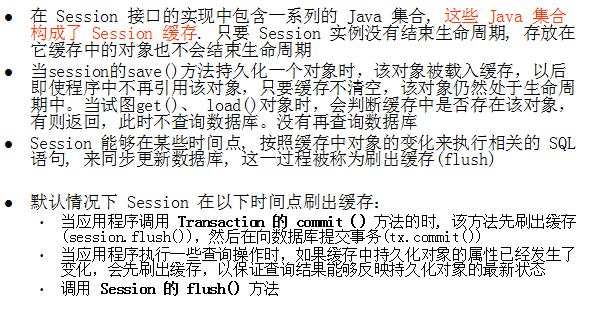 ● 在 Session 接口的实现中包含一系列的 Java 集合, 这些 Java 集合
构成了 Session 缓存. 只要 Session 实例没有结束生命周期, 存放在
它缓存中的对象也不会结束生命周期
● 当session的save()方法持久化一个对象时，该对象被载入缓存，以后
即使程序中不再引用该对象，只要缓存不清空，该对象仍然处于生命周
期中。当试图get()、 load()对象时，会判断缓存中是否存在该对象，
有则返回，此时不查询数据库。没有再查询数据库
● Session 能够在某些时间点, 按照缓存中对象的变化来执行相关的 SQL
语句, 来同步更新数据库, 这一过程被称为刷出缓存(flush)
● 默认情况下 Session 在以下时间点刷出缓存：
· 当应用程序调用 Transaction 的 commit（）方法的时, 该方法先刷出缓存
(session.flush())，然后在向数据库提交事务(tx.commit())
· 当应用程序执行一些查询操作时，如果缓存中持久化对象的属性已经发生了
变化，会先刷出缓存，以保证查询结果能够反映持久化对象的最新状态
· 调用 Session 的 flush() 方法